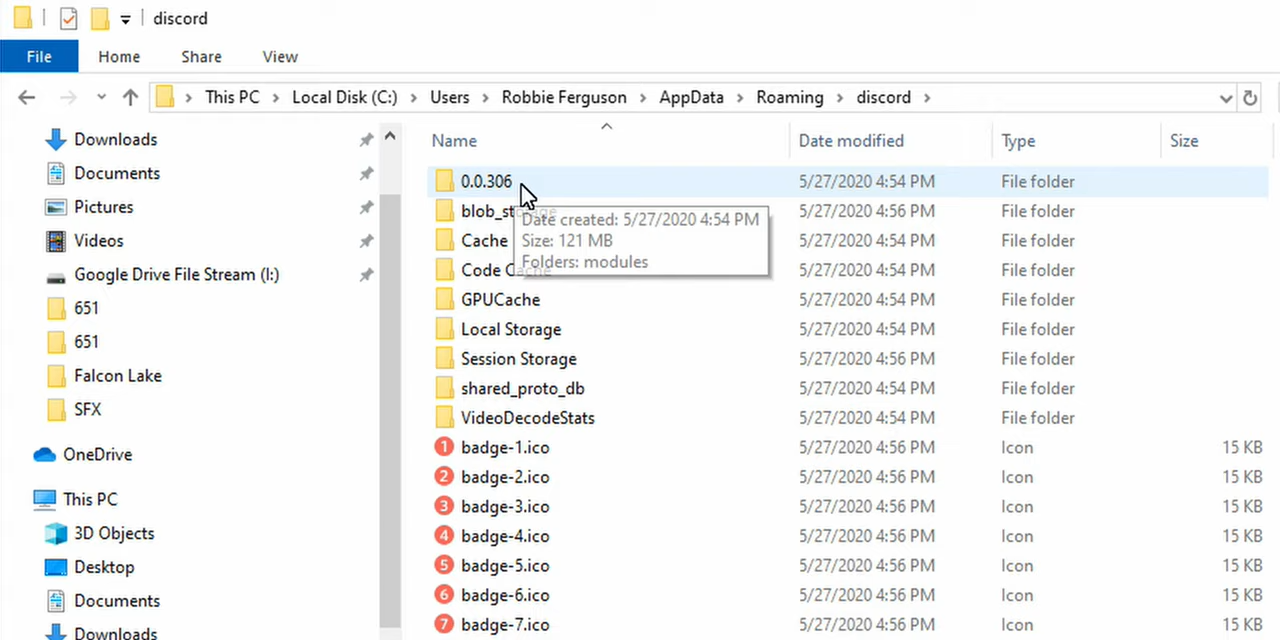 discord
File Home Share View
This PC Local Disk (C:) Users Robbie Ferguson AppData Roaming discord
Downloads
Documents
Pictures
Videos
Google Drive File Stream (I:)
651
651
Falcon Lake
SFX
OneDrive
This PC
3D Objects
Desktop
Documents
Downloads
Name Date modified Type Size
0.0.306 5/27/2020 4:54 PM File folder
blob_storage 5/27/2020 4:56 PM File folder
Date created: 5/27/2020 4:54 PM
Size: 121 MB
Folders: modules
Cache 5/27/2020 4:54 PM File folder
Code Cache 5/27/2020 4:54 PM File folder
GPUCache 5/27/2020 4:54 PM File folder
Local Storage 5/27/2020 4:54 PM File folder
Session Storage 5/27/2020 4:56 PM File folder
shared_proto_db 5/27/2020 4:54 PM File folder
VideoDecodeStats 5/27/2020 4:54 PM File folder
1 badge-1.ico 5/27/2020 4:56 PM Icon 15 KB
2 badge-2.ico 5/27/2020 4:56 PM Icon 15 KB
3 badge-3.ico 5/27/2020 4:56 PM Icon 15 KB
4 badge-4.ico 5/27/2020 4:56 PM Icon 15 KB
5 badge-5.ico 5/27/2020 4:56 PM Icon 15 KB
6 badge-6.ico 5/27/2020 4:56 PM Icon 15 KB
7 badge-7.ico 5/27/2020 4:56 PM Icon 15 KB